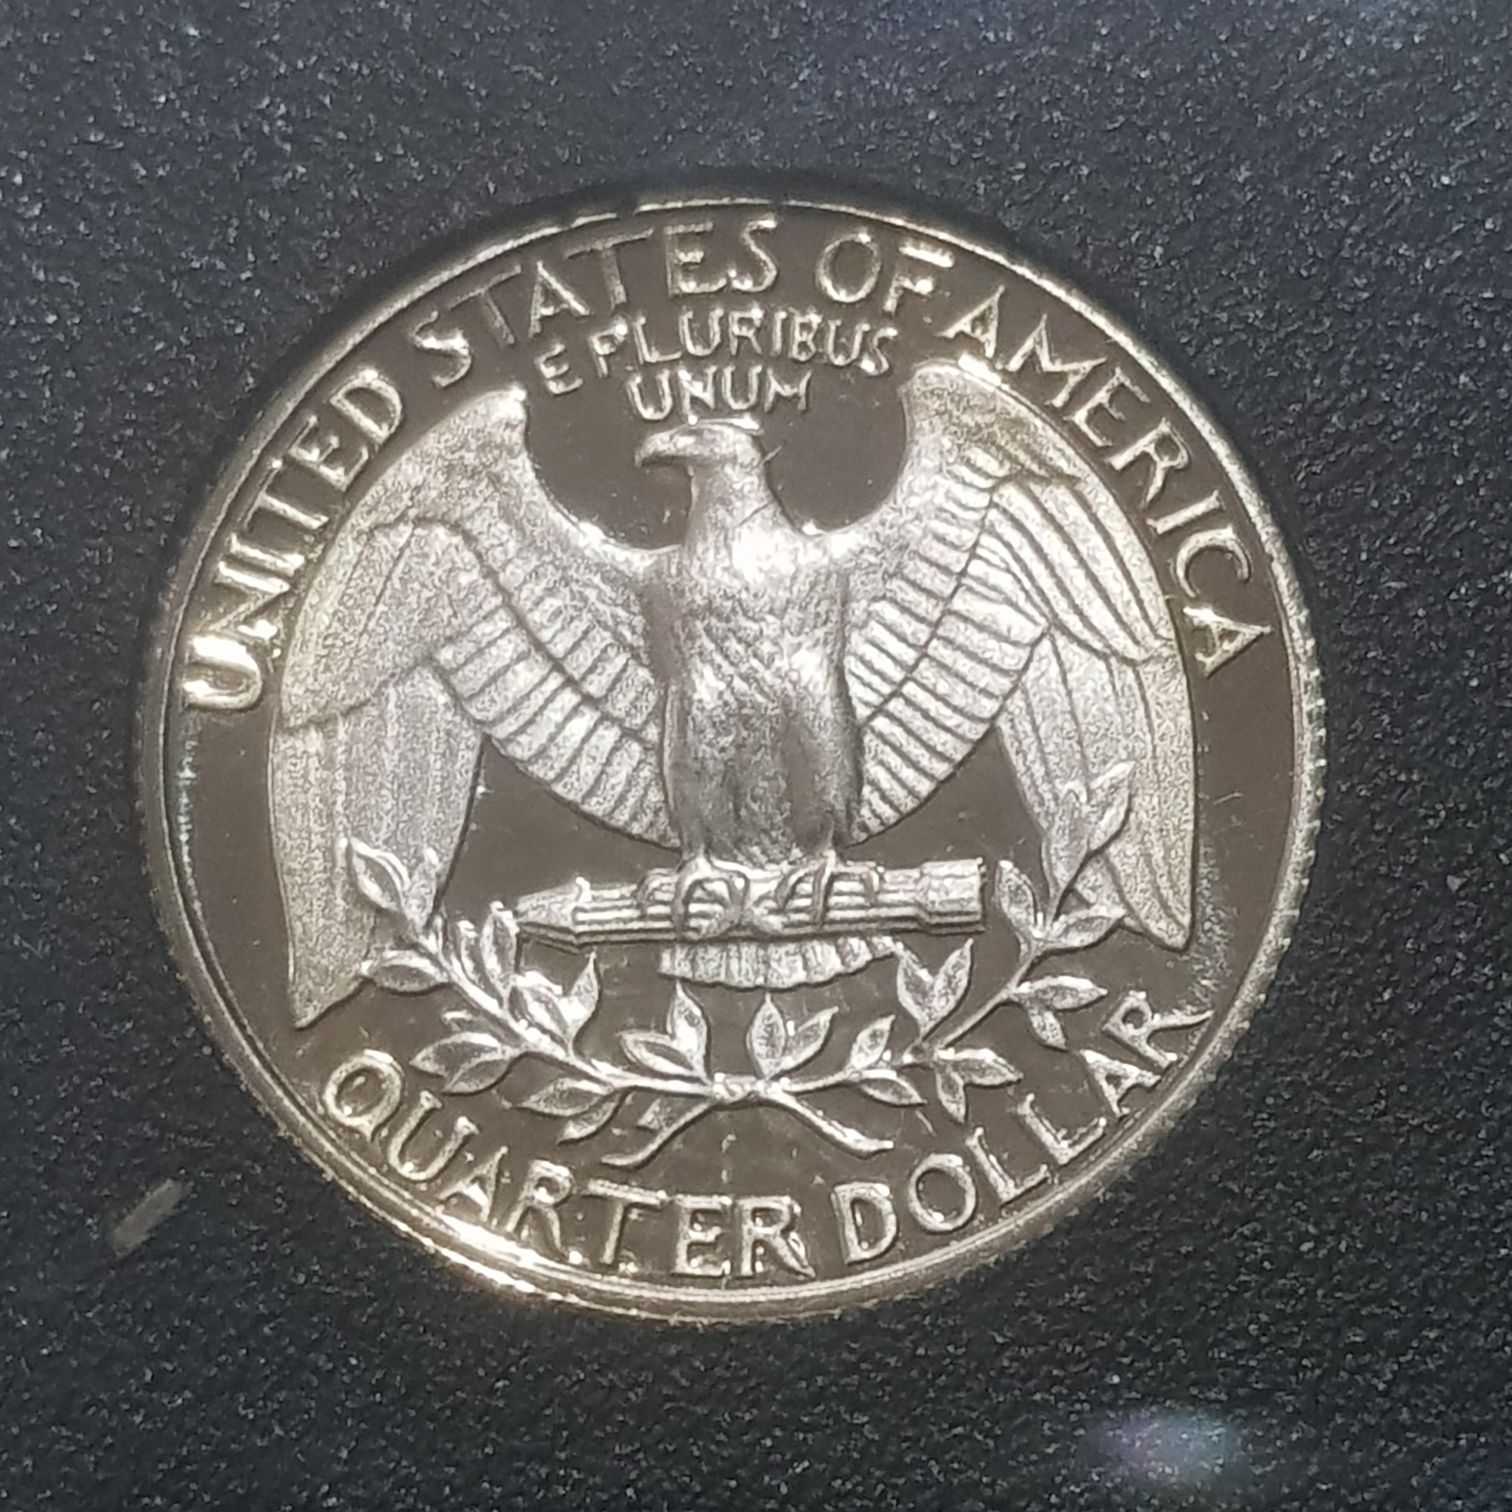 UNITED STATES OF AMERICA
E PLURIBUS
UNUM
QUARTER DOLLAR